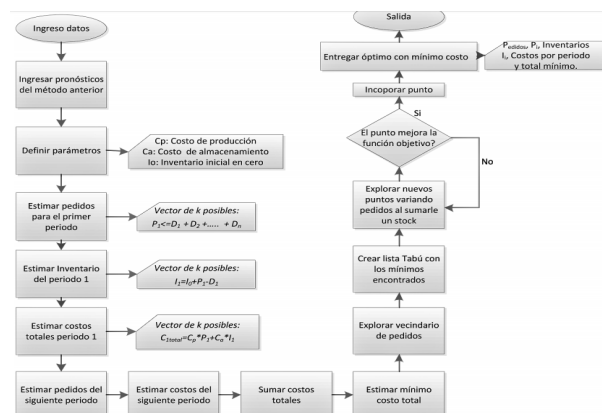 Ingreso datos
Ingresar pronósticos
del método anterior
Definir parámetros
Cp: Costo de producción
Ca: Costo  de almacenamiento
Io: Inventario inicial en cero
Estimar pedidos
para el primer
periodo
Vector de k posibles:
P₁<=D₁ + D₂ +..... + Dₙ
Estimar Inventario
del periodo 1
Vector de k posibles:
I₁=I₀+P₁-D₁
Estimar costos
totales periodo 1
Vector de k posibles:
C₁total=Cp*P₁+Ca*I₁
Estimar pedidos del
siguiente periodo
Estimar costos del
siguiente periodo
Sumar costos
totales
Estimar mínimo
costo total
Explorar vecindario
de pedidos
Crear lista Tabú con
los mínimos
encontrados
Explorar nuevos
puntos variando
pedidos al sumarle
un stock
El punto mejora la
función objetivo?
Si
No
Incoporar punto
Entregar óptimo con mínimo costo
Pedidos, Pi, Inventarios
Ii, Costos por periodo
y total mínimo.
Salida